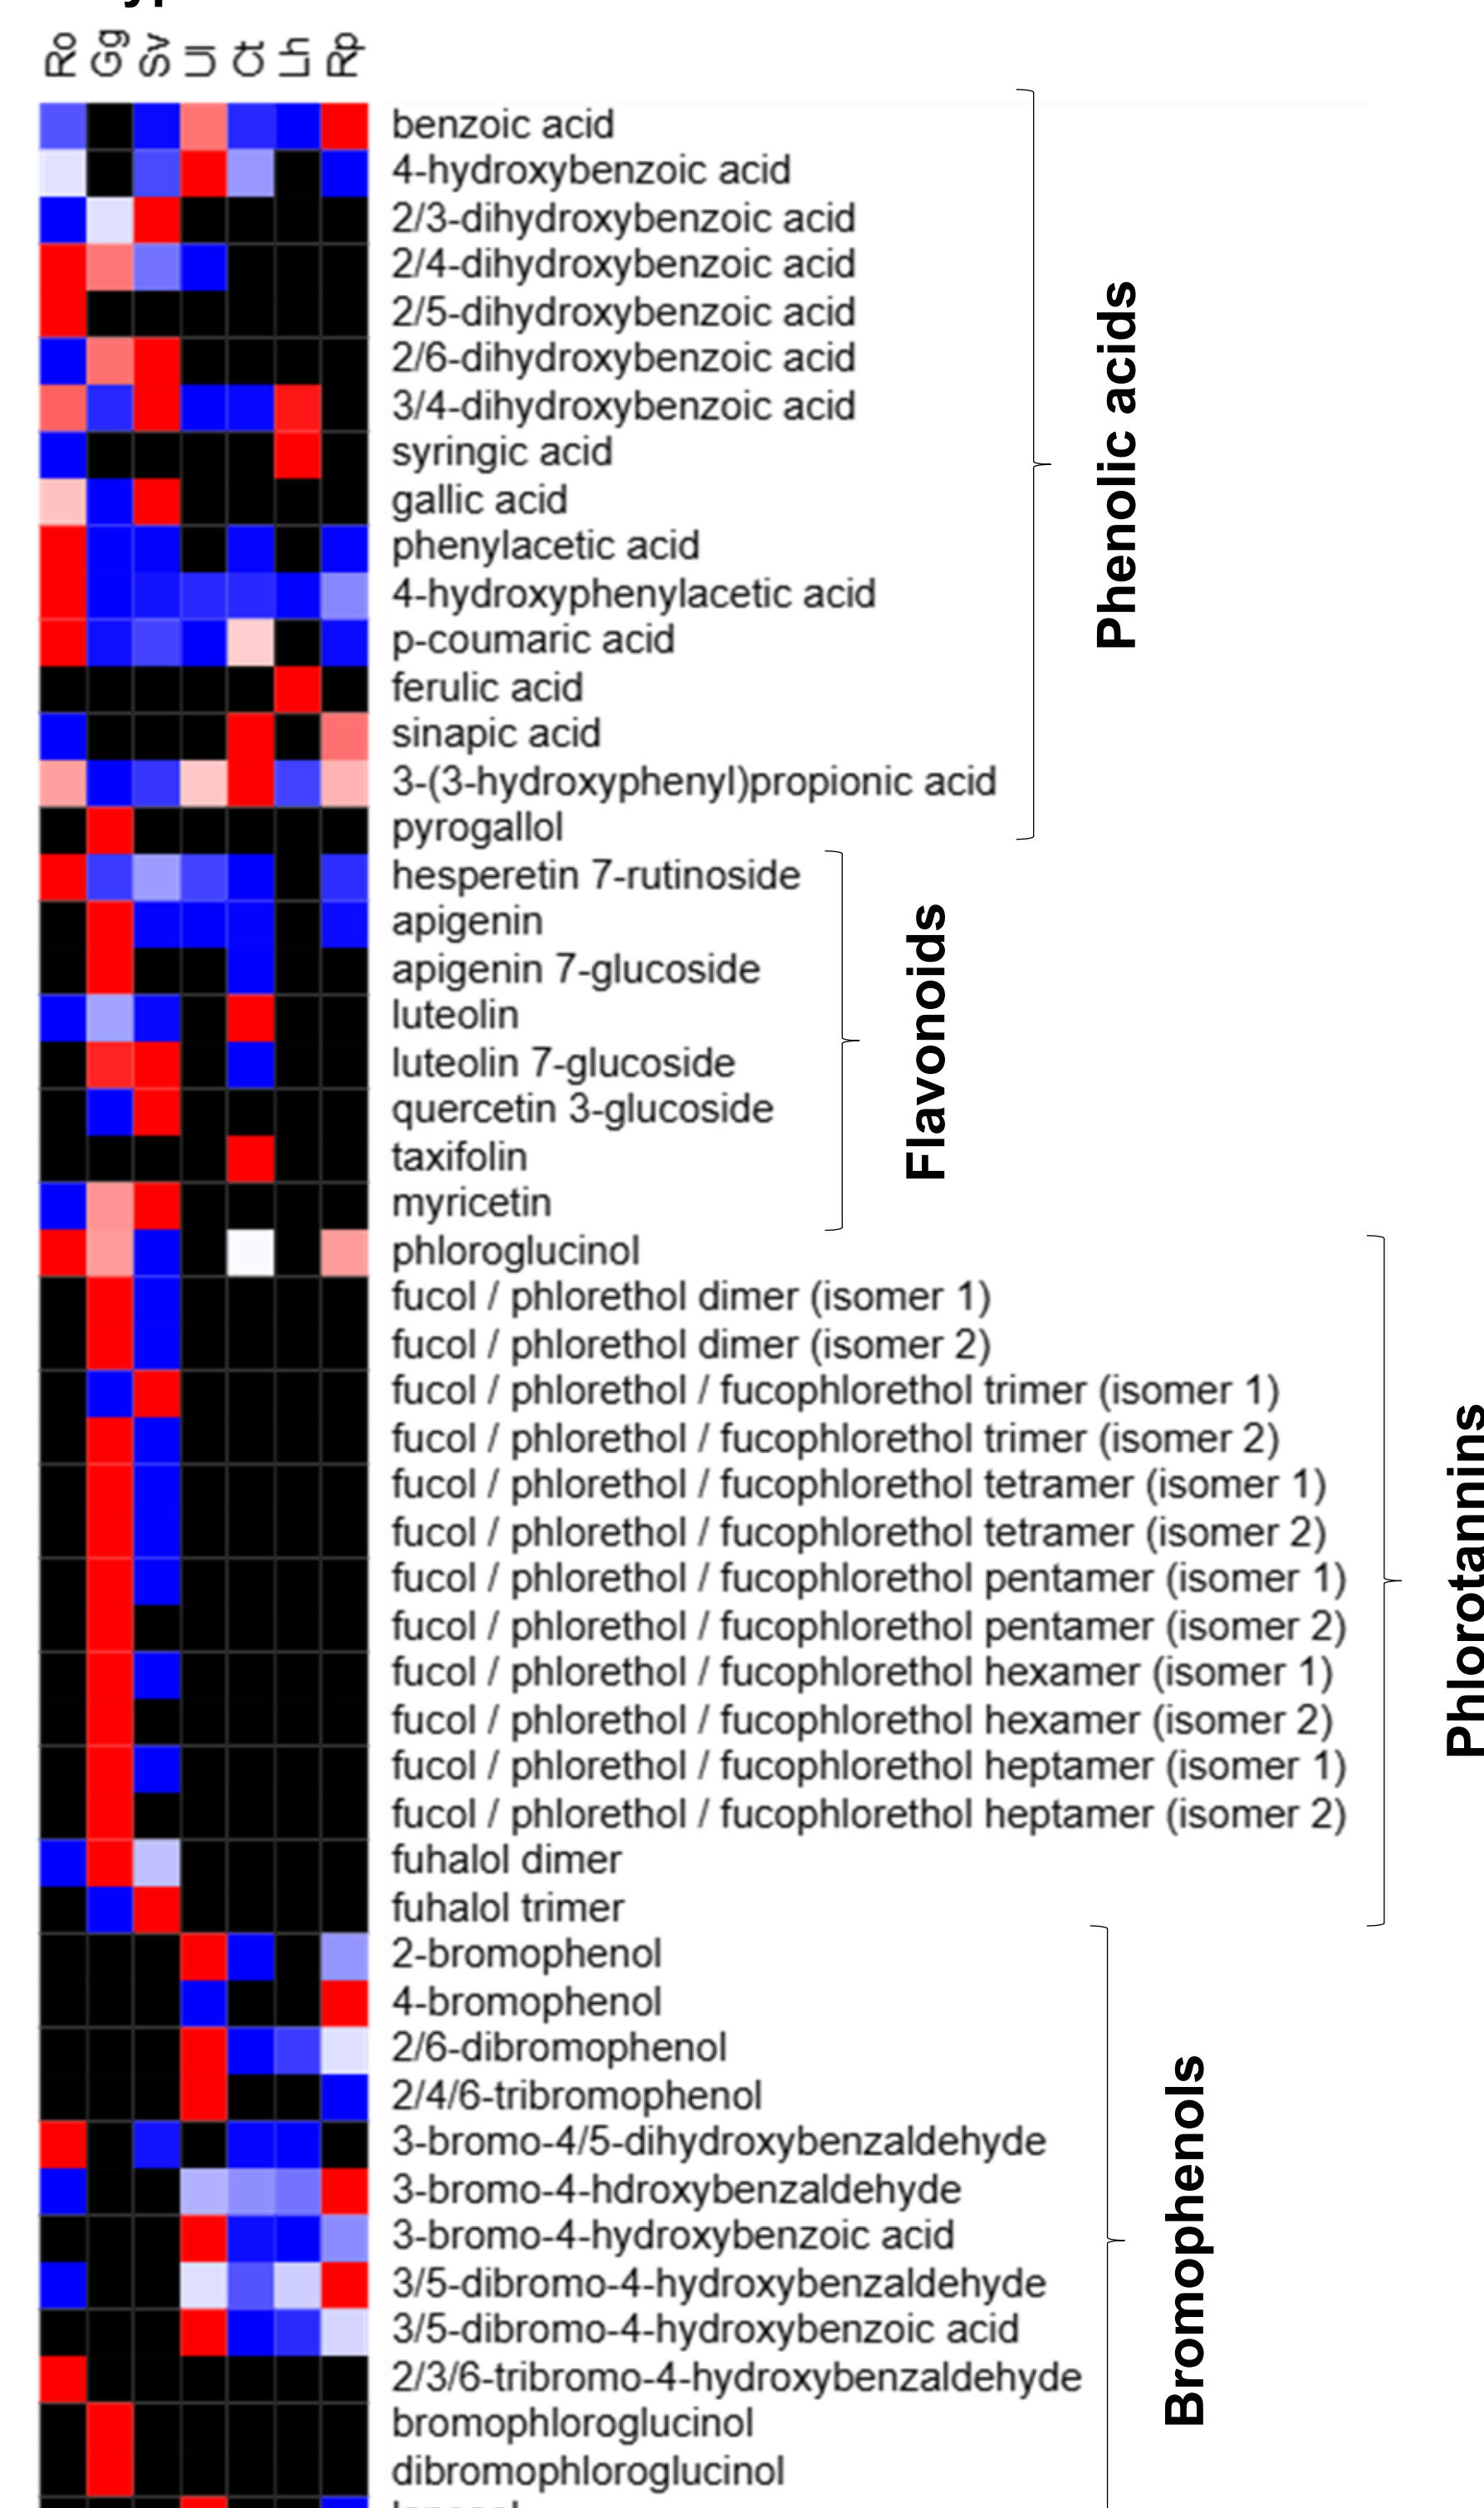 Ro Gg Sv Ul Ct Lh Rp
benzoic acid
4-hydroxybenzoic acid
2/3-dihydroxybenzoic acid
2/4-dihydroxybenzoic acid
2/5-dihydroxybenzoic acid
2/6-dihydroxybenzoic acid
3/4-dihydroxybenzoic acid
syringic acid
gallic acid
phenylacetic acid
4-hydroxyphenylacetic acid
p-coumaric acid
ferulic acid
sinapic acid
3-(3-hydroxyphenyl)propionic acid
pyrogallol
Phenolic acids
hesperetin 7-rutinoside
apigenin
apigenin 7-glucoside
luteolin
luteolin 7-glucoside
quercetin 3-glucoside
taxifolin
myricetin
Flavonoids
phloroglucinol
fucol / phlorethol dimer (isomer 1)
fucol / phlorethol dimer (isomer 2)
fucol / phlorethol / fucophlorethol trimer (isomer 1)
fucol / phlorethol / fucophlorethol trimer (isomer 2)
fucol / phlorethol / fucophlorethol tetramer (isomer 1)
fucol / phlorethol / fucophlorethol tetramer (isomer 2)
fucol / phlorethol / fucophlorethol pentamer (isomer 1)
fucol / phlorethol / fucophlorethol pentamer (isomer 2)
fucol / phlorethol / fucophlorethol hexamer (isomer 1)
fucol / phlorethol / fucophlorethol hexamer (isomer 2)
fucol / phlorethol / fucophlorethol heptamer (isomer 1)
fucol / phlorethol / fucophlorethol heptamer (isomer 2)
fuhalol dimer
fuhalol trimer
Phlorotannins
2-bromophenol
4-bromophenol
2/6-dibromophenol
2/4/6-tribromophenol
3-bromo-4/5-dihydroxybenzaldehyde
3-bromo-4-hdroxybenzaldehyde
3-bromo-4-hydroxybenzoic acid
3/5-dibromo-4-hydroxybenzaldehyde
3/5-dibromo-4-hydroxybenzoic acid
2/3/6-tribromo-4-hydroxybenzaldehyde
bromophloroglucinol
dibromophloroglucinol
Bromophenols